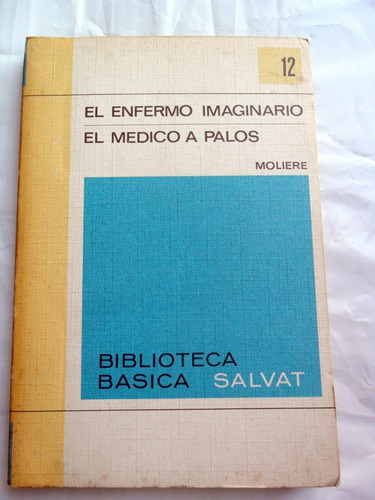 12
EL ENFERMO IMAGINARIO
EL MEDICO A PALOS
MOLIERE
BIBLIOTECA
BASICA SALVAT